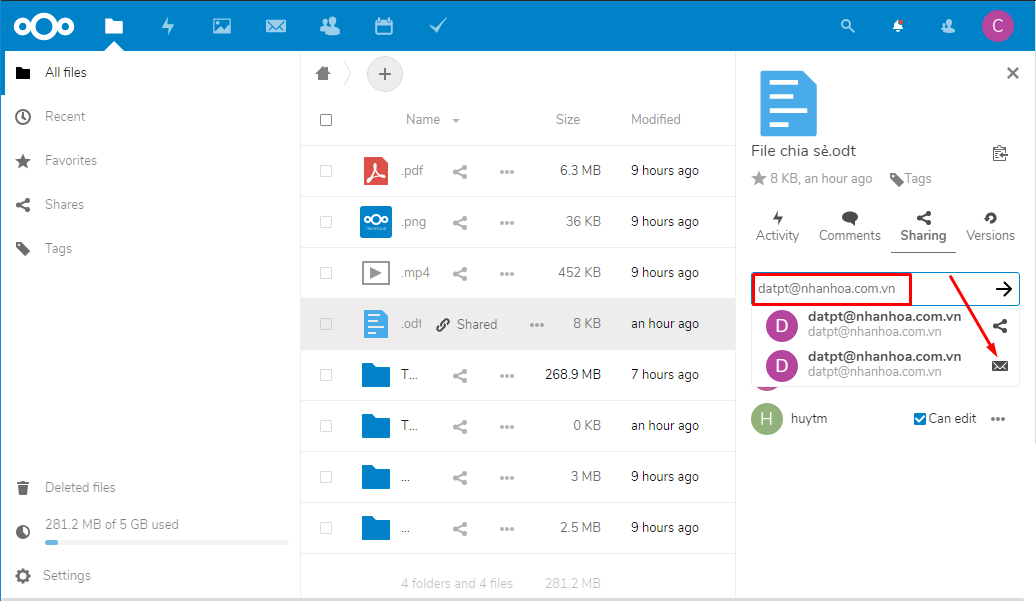 C
All files
Recent
Favorites
Shares
Tags
Deleted files
281.2 MB of 5 GB used
Settings
Name Size Modified
.pdf 6.3 MB 9 hours ago
.png 36 KB 9 hours ago
.mp4 452 KB 9 hours ago
.odt Shared 8 KB an hour ago
T... 268.9 MB 7 hours ago
T... 0 KB an hour ago
... 3 MB 9 hours ago
... 2.5 MB 9 hours ago
4 folders and 4 files 281.2 MB
File chia sẻ.odt
8 KB, an hour ago Tags
Activity Comments Sharing Versions
datpt@nhanhoa.com.vn
D datpt@nhanhoa.com.vn
datpt@nhanhoa.com.vn
D datpt@nhanhoa.com.vn
datpt@nhanhoa.com.vn
H huytm Can edit